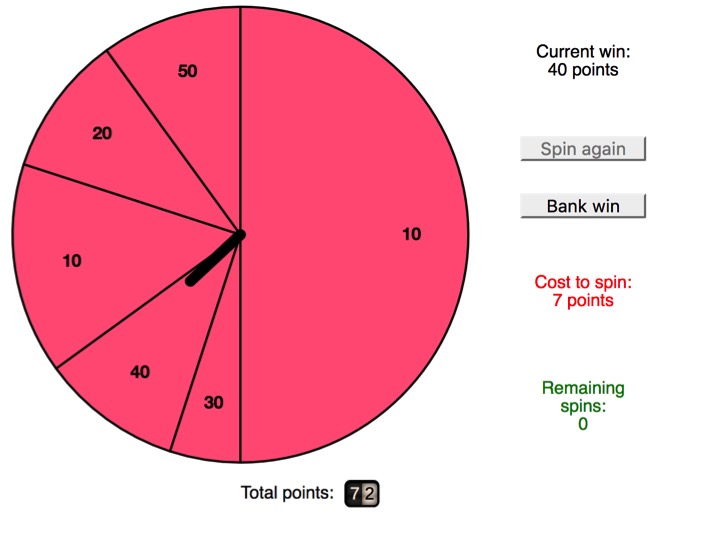 50
20
10
10
40
30
Current win:
40 points
Spin again
Bank win
Cost to spin:
7 points
Remaining
spins:
0
Total points: 72